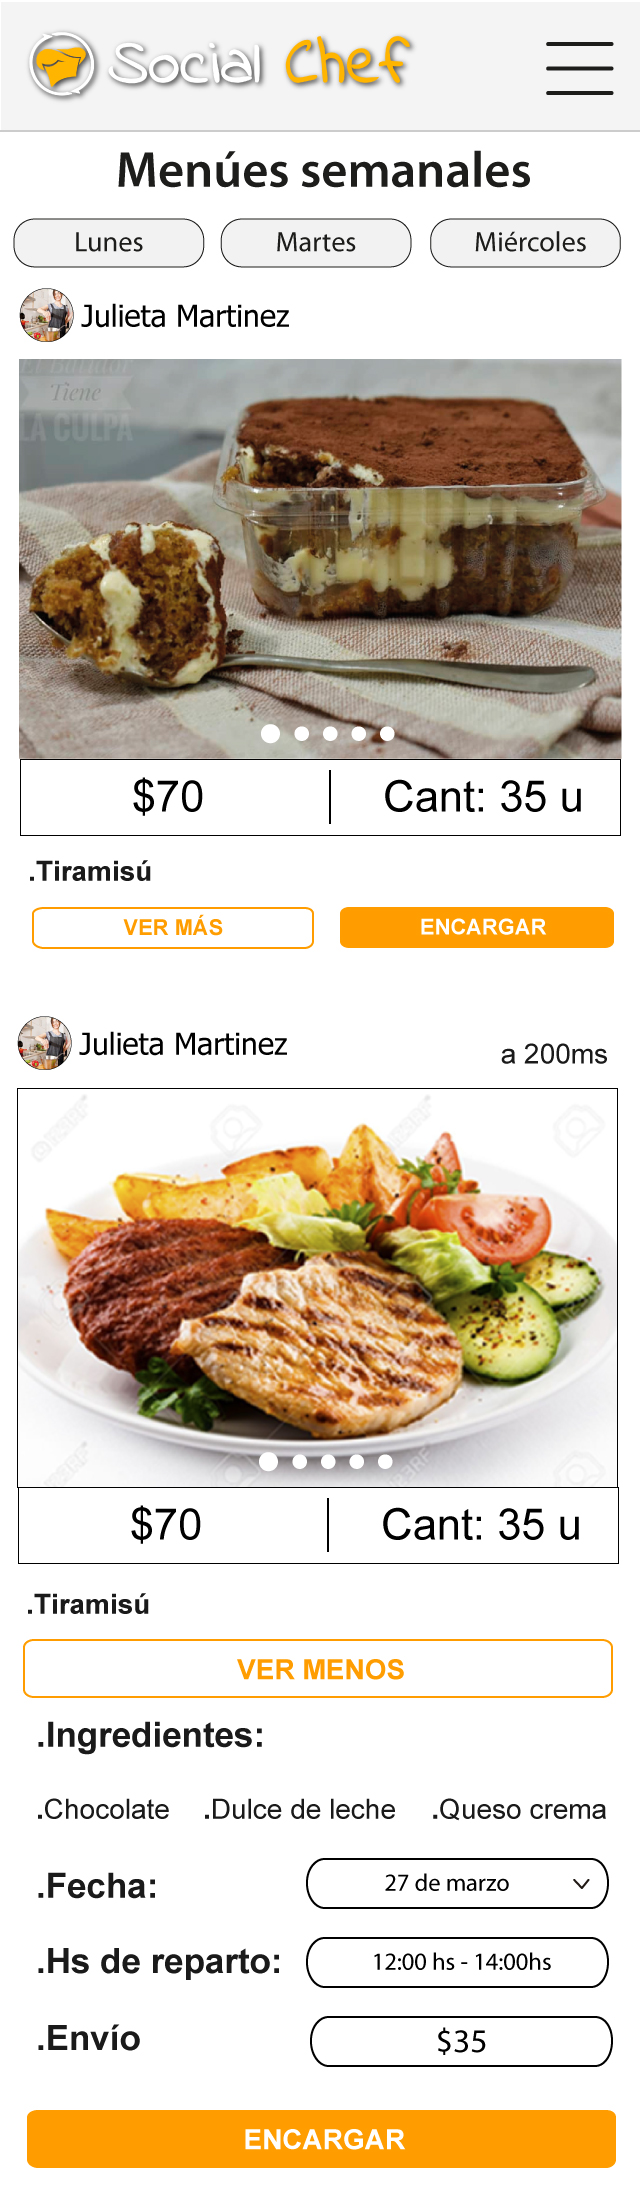 Social Chef
Menúes semanales
Lunes Martes Miércoles
Julieta Martinez
Tiene
LA CULPA
$70 Cant: 35 u
.Tiramisú
VER MÁS ENCARGAR
Julieta Martinez
a 200ms
$70 Cant: 35 u
.Tiramisú
VER MENOS
.Ingredientes:
.Chocolate .Dulce de leche .Queso crema
.Fecha: 27 de marzo
.Hs de reparto: 12:00 hs - 14:00hs
.Envío $35
ENCARGAR